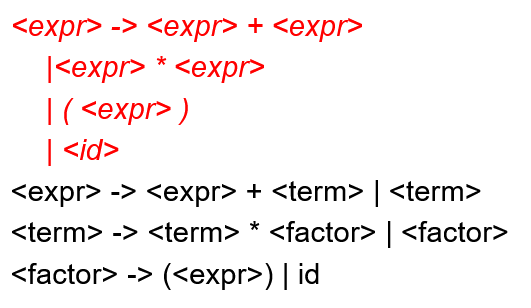 <expr> -> <expr> + <expr>
|<expr> * <expr>
| ( <expr> )
| <id>
<expr> -> <expr> + <term> | <term>
<term> -> <term> * <factor> | <factor>
<factor> -> (<expr>) | id